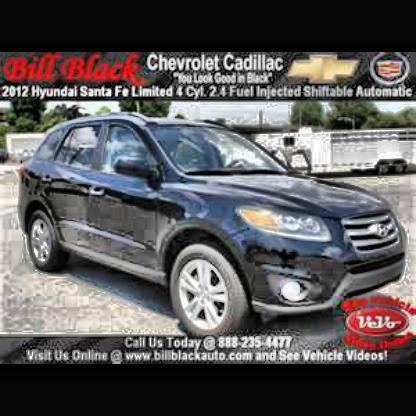 Bill Black Chevrolet Cadillac
"You Look Good in Black"
2012 Hyundai Santa Fe Limited 4 Cyl. 2.4 Fuel Injected Shiftable Automatic
VeVo
Call Us Today @ 888-235-4477
Visit Us Online @ www.billblackauto.com and See Vehicle Videos!